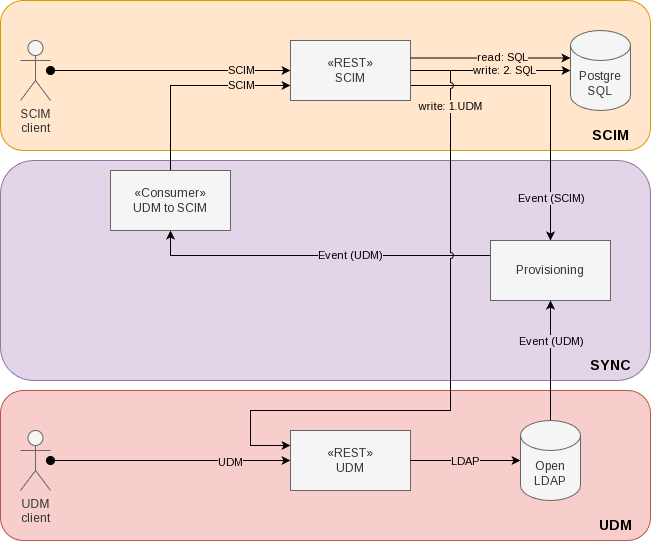 «REST»
SCIM
read: SQL
write: 2. SQL
SCIM
SCIM
Postgre
SQL
write: 1.UDM
SCIM
client
SCIM
«Consumer»
UDM to SCIM
Event (SCIM)
Event (UDM)
Provisioning
Event (UDM)
SYNC
«REST»
UDM
UDM
LDAP
Open
LDAP
UDM
client
UDM